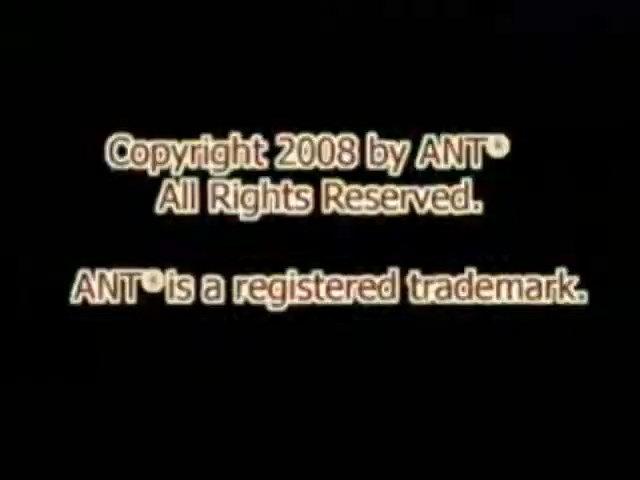 Copyright 2008 by ANT®
All Rights Reserved.
ANT® is a registered trademark.